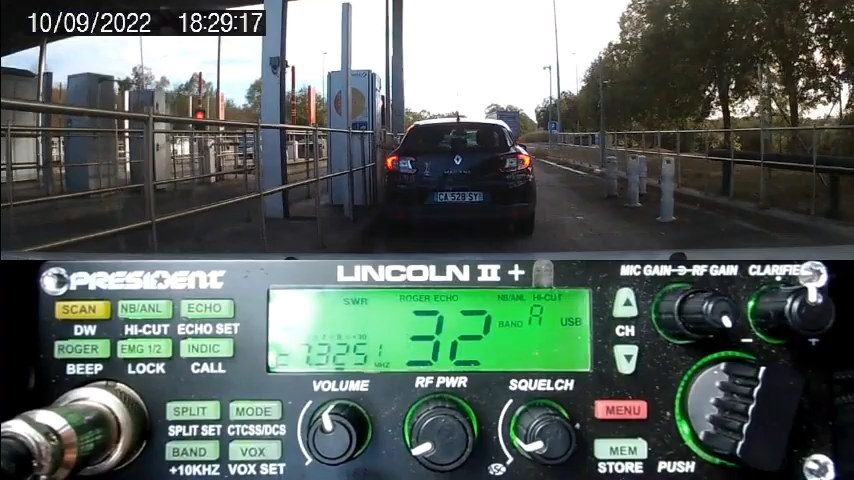 10/09/2022 18:29:17
CA 528 SY
PRESIDENT LINCOLN II + MIC GAIN RF GAIN CLARIFIER
SCAN NB/ANL ECHO
DW HI-CUT ECHO SET
ROGER EMG 1/2 INDIC
BEEP LOCK CALL
SWR ROGER ECHO NB/ANL HI-CUT
32 BAND A USB
27.3251 MHz
CH
VOLUME RF PWR SQUELCH
SPLIT MODE
SPLIT SET CTCSS/DCS
BAND VOX
+10KHZ VOX SET
MENU
MEM
STORE PUSH
- +